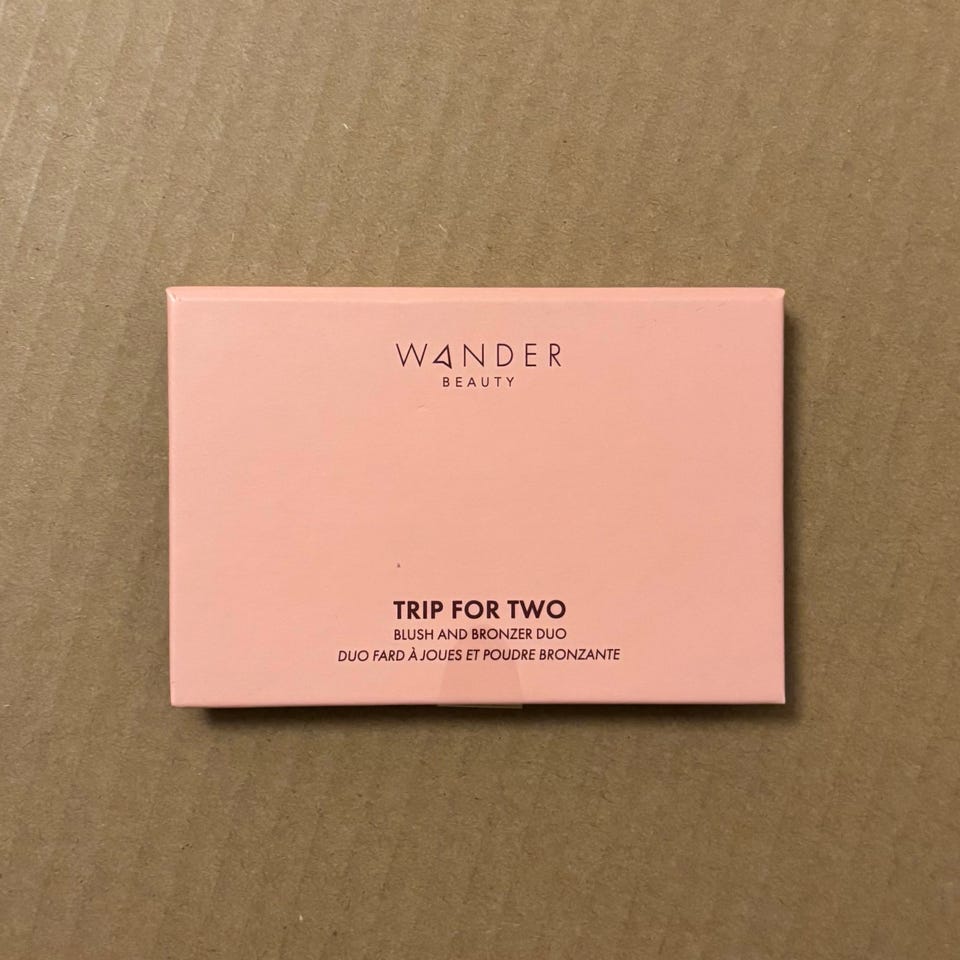 WANDER
BEAUTY
TRIP FOR TWO
BLUSH AND BRONZER DUO
DUO FARD À JOUES ET POUDRE BRONZANTE